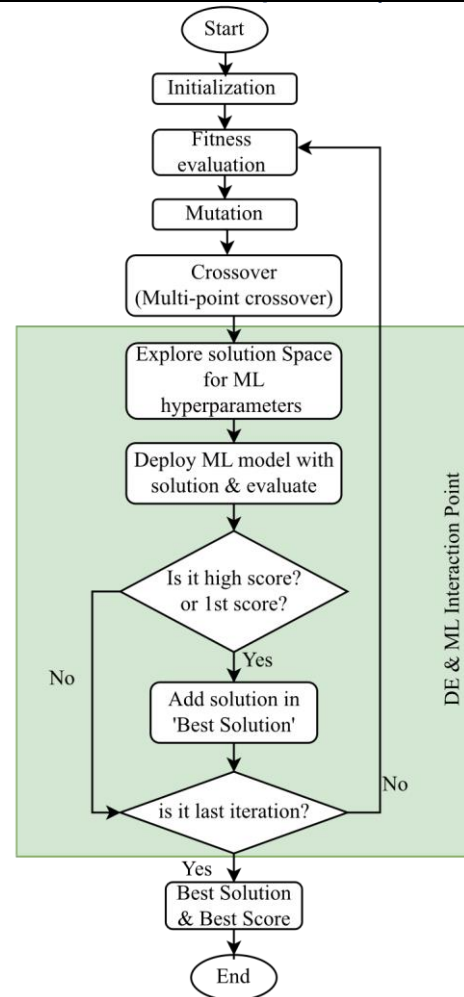 Start
Initialization
Fitness
evaluation
Mutation
Crossover
(Multi-point crossover)
Explore solution Space
for ML
hyperparameters
Deploy ML model with
solution & evaluate
Is it high score?
or 1st score?
No
Yes
Add solution in
'Best Solution'
DE & ML Interaction Point
is it last iteration?
No
Yes
Best Solution
& Best Score
End